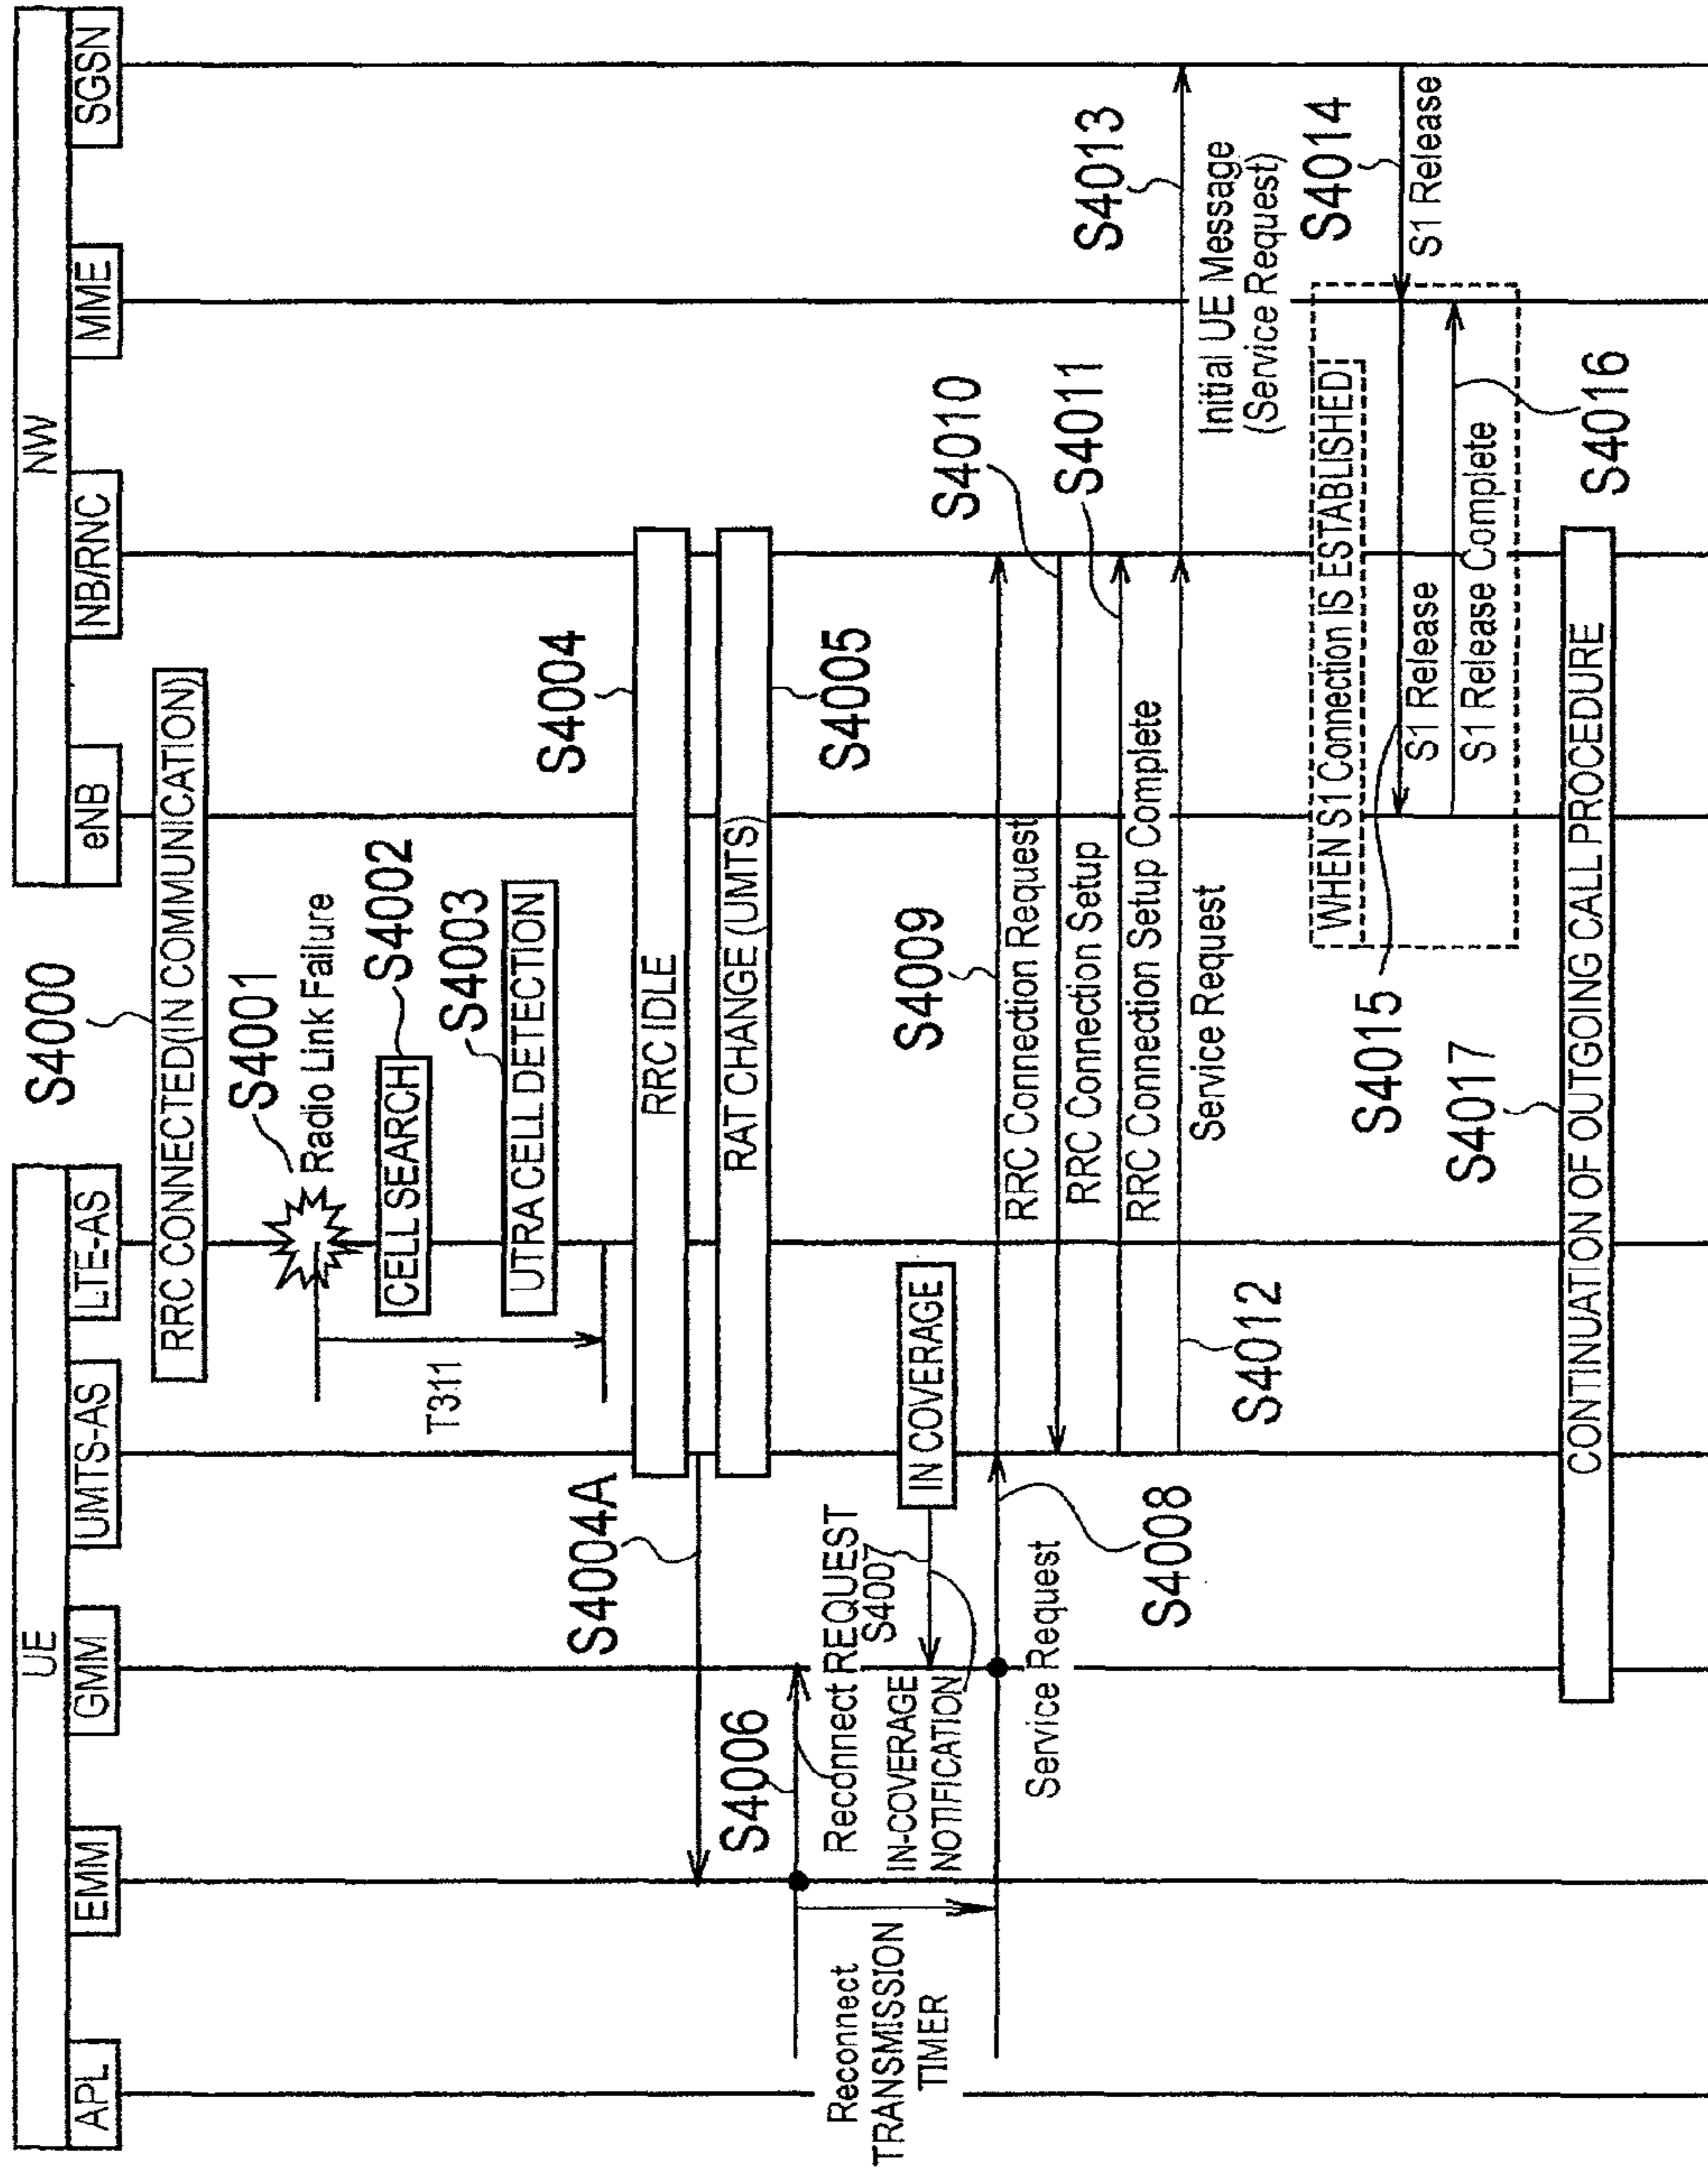 UE
NW
APL
EMM
GMM
UMTS-AS
LTE-AS
eNB
NB/RNC
MME
SGSN
S4000
RRC CONNECTED(IN COMMUNICATION)
S4001
Radio Link Failure
S4002
CELL SEARCH
S4003
UTRA CELL DETECTION
T311
S4004
RRC IDLE
S4004A
RAT CHANGE (UMTS)
S4005
S4006
Reconnect REQUEST
S4007
IN COVERAGE
IN-COVERAGE
NOTIFICATION
Reconnect
TRANSMISSION
TIMER
Service Request
S4008
S4009
RRC Connection Request
S4010
RRC Connection Setup
S4011
RRC Connection Setup Complete
S4012
Service Request
S4013
Initial UE Message
(Service Request)
S4014
S1 Release
WHEN S1 Connection IS ESTABLISHED
S4015
S1 Release
S1 Release Complete
S4016
S4017
CONTINUATION OF OUTGOING CALL PROCEDURE